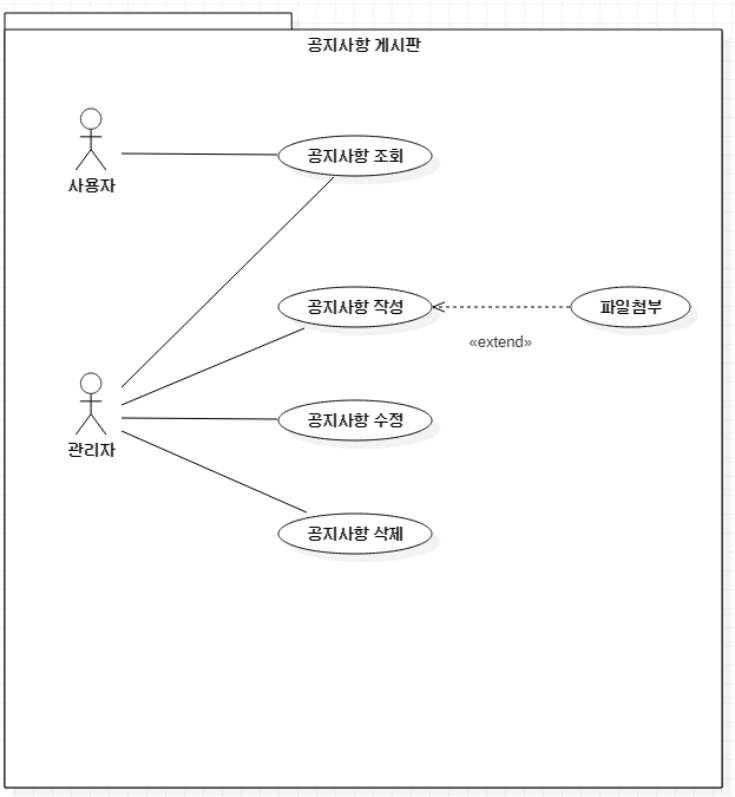 공지사항 게시판
사용자
공지사항 조회
공지사항 작성
파일첨부
«extend»
관리자
공지사항 수정
공지사항 삭제